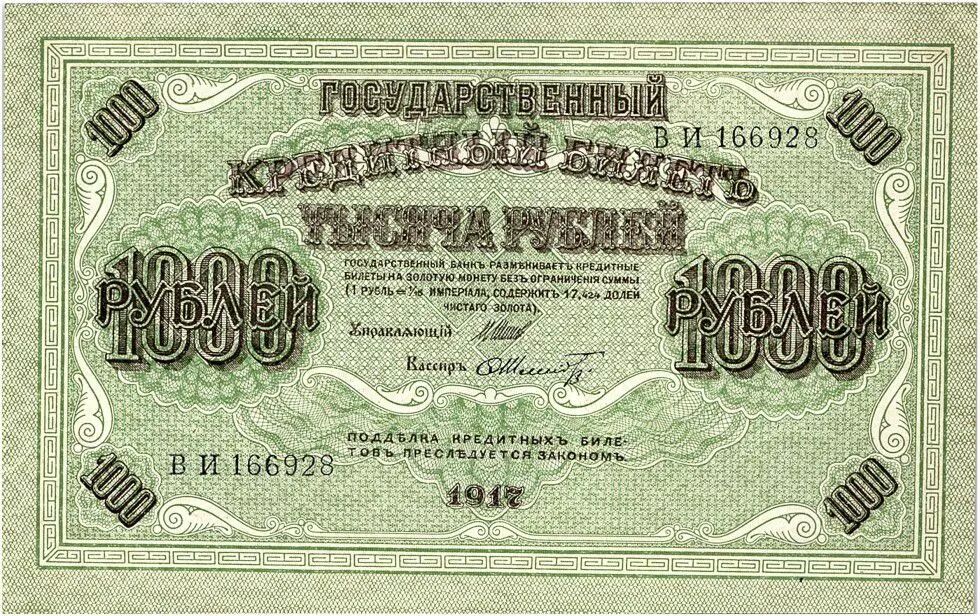 1000
1000
ГОСУДАРСТВЕННЫЙ
ВИ 166928
КРЕДИТНЫЙ БИЛЕТЪ
ТЫСЯЧА РУБЛЕЙ
ГОСУДАРСТВЕННЫЙ БАНКЪ РАЗМѢНИВАЕТЪ КРЕДИТНЫЕ
БИЛЕТЫ НА ЗОЛОТУЮ МОНЕТУ БЕЗЪ ОГРАНИЧЕНІЯ СУММЫ
(1 РУБЛЬ = 1/15 ИМПЕРІАЛА, СОДЕРЖИТЪ 17,424 ДОЛЕЙ
ЧИСТАГО ЗОЛОТА).
1000
РУБЛЕЙ
1000
РУБЛЕЙ
Управляющій
Кассиръ
ПОДДѢЛКА КРЕДИТНЫХЪ БИЛЕ-
ТОВЪ ПРЕСЛѢДУЕТСЯ ЗАКОНОМЪ.
ВИ 166928
1917
1000
1000